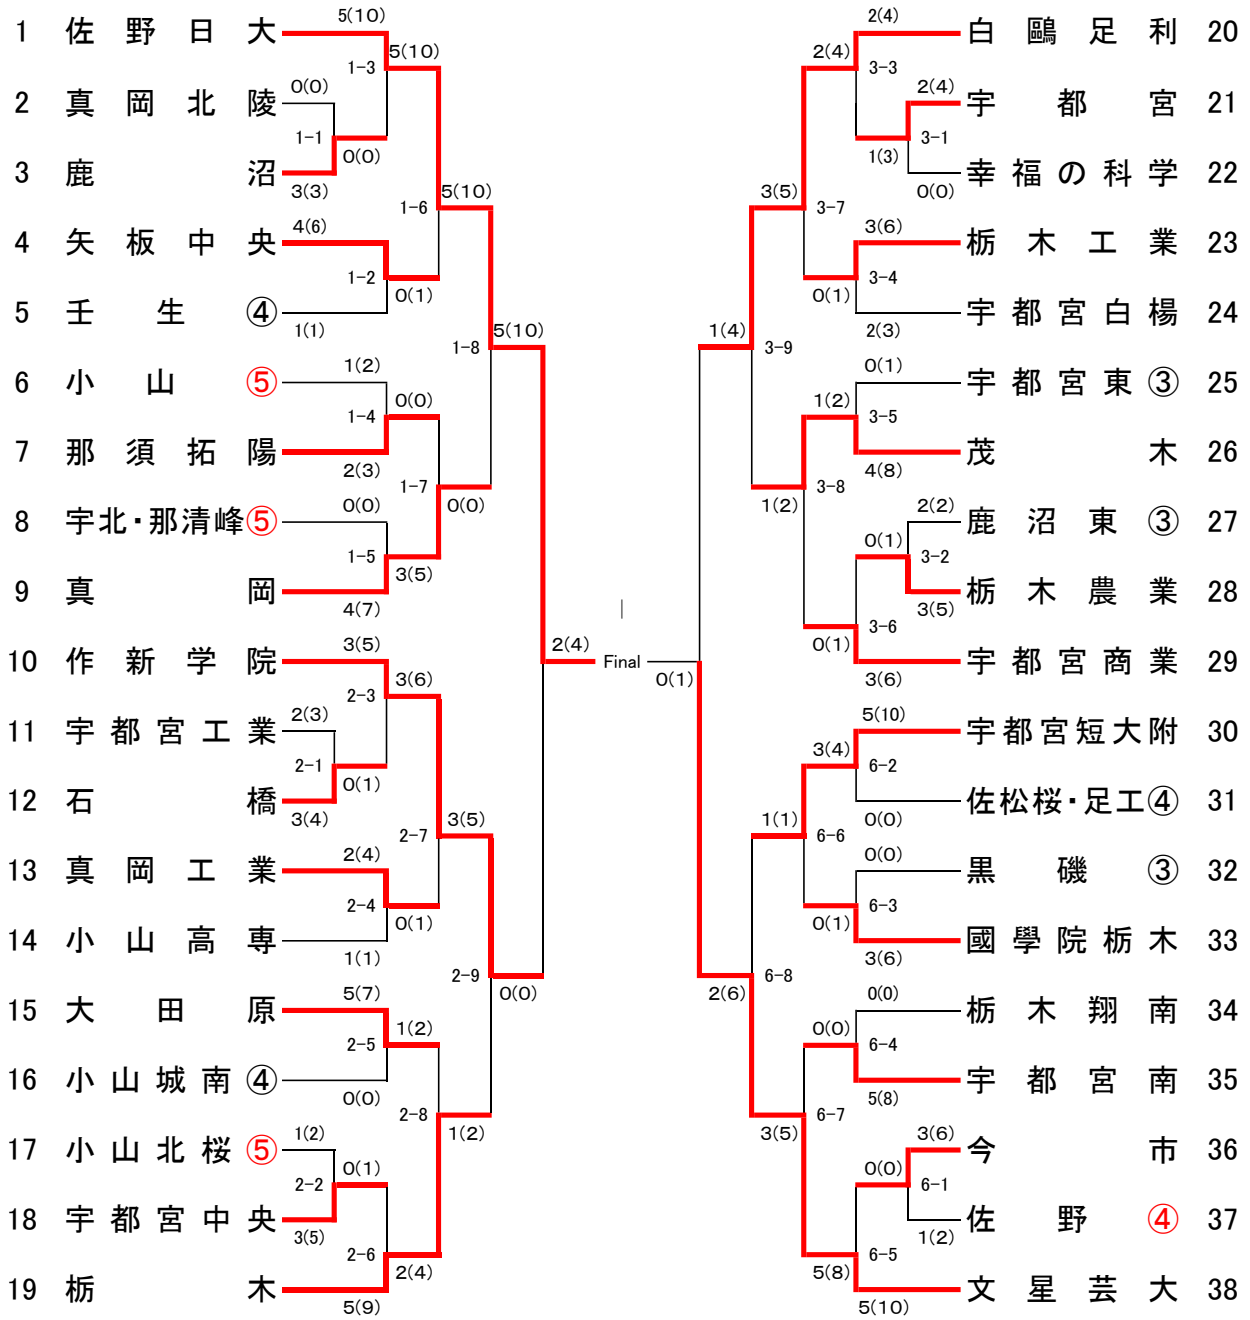 5(10)
1 佐野日大
5(10)
1-3
0(0)
2 真岡北陵
1-1
0(0)
3 鹿沼
3(3)
5(10)
1-6
4(6)
4 矢板中央
1-2
0(1)
5 壬生④
1(1)
5(10)
1-8
1(2)
6 小山⑤
0(0)
1-4
7 那須拓陽
2(3)
1-7
0(0)
0(0)
8 宇北・那清峰⑤
1-5
3(5)
9 真岡
4(7)
3(5)
10 作新学院
3(6)
2-3
2(3)
11 宇都宮工業
2-1
0(1)
12 石橋
3(4)
3(5)
2-7
2(4)
13 真岡工業
2-4
0(1)
14 小山高専
1(1)
2-9
0(0)
5(7)
15 大田原
1(2)
2-5
16 小山城南④
0(0)
2-8
1(2)
1(2)
17 小山北桜⑤
0(1)
2-2
18 宇都宮中央
3(5)
2-6
2(4)
19 栃木
5(9)
|
2(4)
Final
0(1)
2(4)
白鷗足利 20
2(4)
3-3
2(4)
宇都宮 21
3-1
1(3)
幸福の科学 22
0(0)
3(5)
3-7
3(6)
栃木工業 23
3-4
0(1)
宇都宮白楊 24
2(3)
1(4)
3-9
0(1)
宇都宮東③ 25
1(2)
3-5
茂木 26
4(8)
1(2)
3-8
2(2)
鹿沼東③ 27
0(1)
3-2
栃木農業 28
3(5)
3-6
0(1)
宇都宮商業 29
3(6)
5(10)
宇都宮短大附 30
3(4)
6-2
佐松桜・足工④ 31
0(0)
1(1)
6-6
0(0)
黒磯③ 32
6-3
0(1)
國學院栃木 33
3(6)
6-8
2(6)
0(0)
栃木翔南 34
0(0)
6-4
宇都宮南 35
5(8)
6-7
3(5)
3(6)
今市 36
0(0)
6-1
佐野④ 37
1(2)
6-5
5(8)
文星芸大 38
5(10)